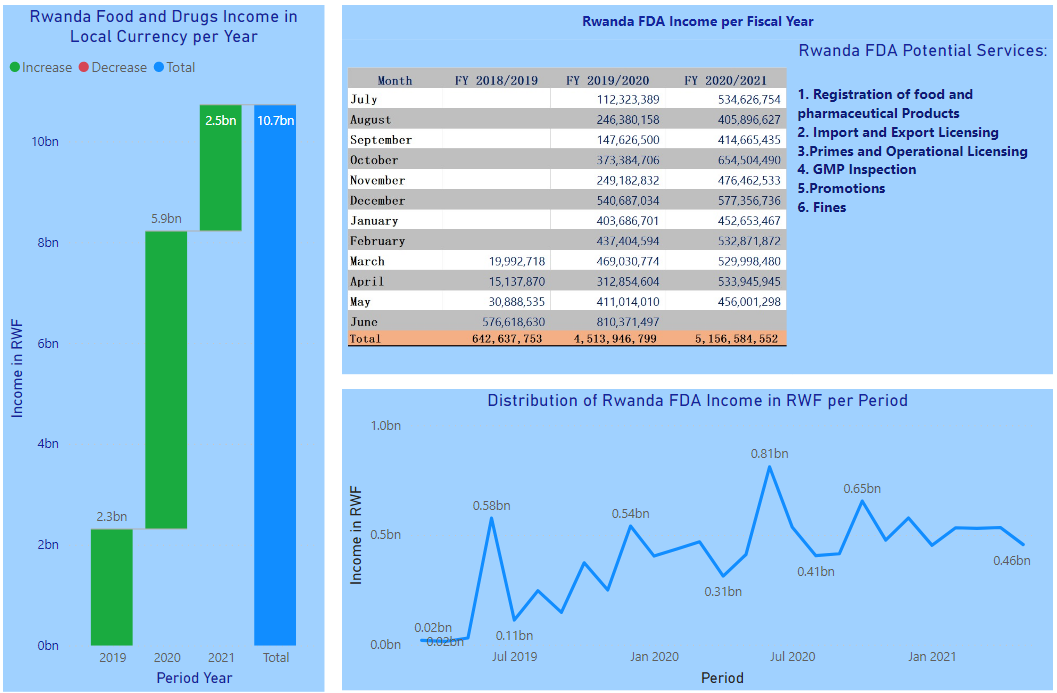 Rwanda Food and Drugs Income in
Local Currency per Year
Increase Decrease Total
10bn
8bn
6bn
4bn
2bn
0bn
Income in RWF
2.3bn
5.9bn
2.5bn
10.7bn
2019 2020 2021 Total
Period Year
Rwanda FDA Income per Fiscal Year
Month FY 2018/2019 FY 2019/2020 FY 2020/2021
July 112,323,389 534,626,754
August 246,380,158 405,896,627
September 147,626,500 414,665,435
October 373,384,706 654,504,490
November 249,182,832 476,462,533
December 540,687,034 577,356,736
January 403,686,701 452,653,467
February 437,404,594 532,871,872
March 19,992,718 469,030,774 529,998,480
April 15,137,870 312,854,604 533,945,945
May 30,888,535 411,014,010 456,001,298
June 576,618,630 810,371,497
Total 642,637,753 4,513,946,799 5,156,584,552
Rwanda FDA Potential Services:
1. Registration of food and
pharmaceutical Products
2. Import and Export Licensing
3.Primes and Operational Licensing
4. GMP Inspection
5.Promotions
6. Fines
Distribution of Rwanda FDA Income in RWF per Period
1.0bn
0.5bn
0.0bn
Income in RWF
0.02bn
0.02bn
0.58bn
0.11bn
0.54bn
0.31bn
0.81bn
0.41bn
0.65bn
0.46bn
Jul 2019 Jan 2020 Jul 2020 Jan 2021
Period